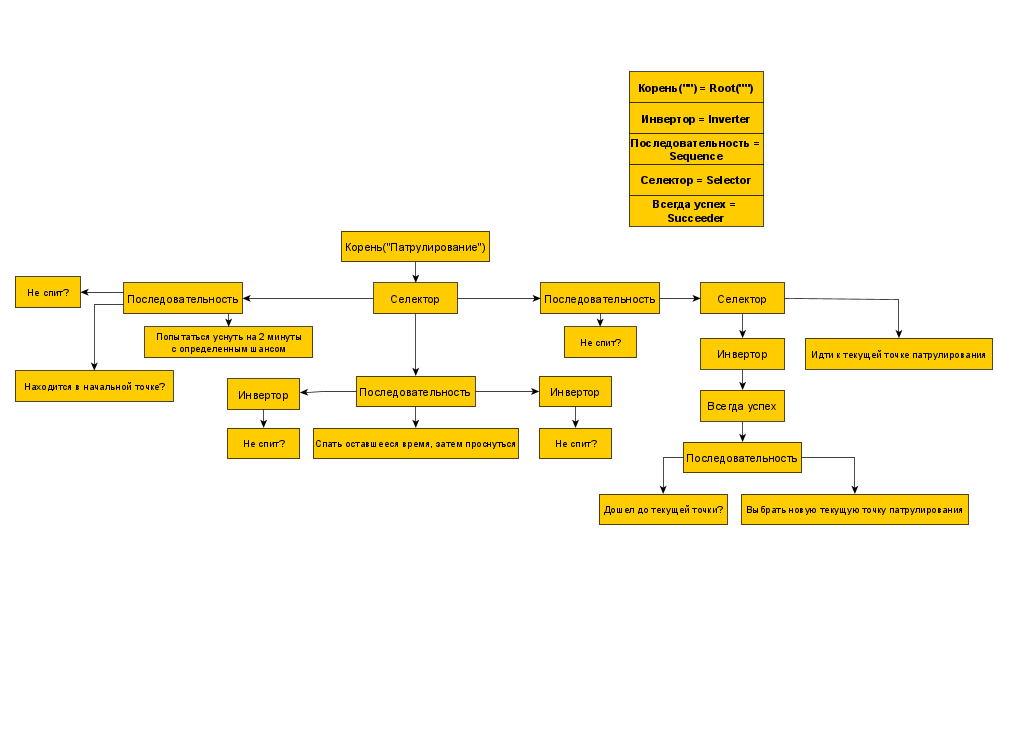 Корень("") = Root("")
Инвертор = Inverter
Последовательность =
Sequence
Селектор = Selector
Всегда успех =
Succeeder
Корень("Патрулирование")
Не спит?
Последовательность
Селектор
Последовательность
Селектор
Попытаться уснуть на 2 минуты
с определенным шансом
Не спит?
Инвертор
Идти к текущей точке патрулирования
Находится в начальной точке?
Инвертор
Последовательность
Инвертор
Всегда успех
Не спит?
Спать оставшееся время, затем проснуться
Не спит?
Последовательность
Дошел до текущей точки?
Выбрать новую текущую точку патрулирования